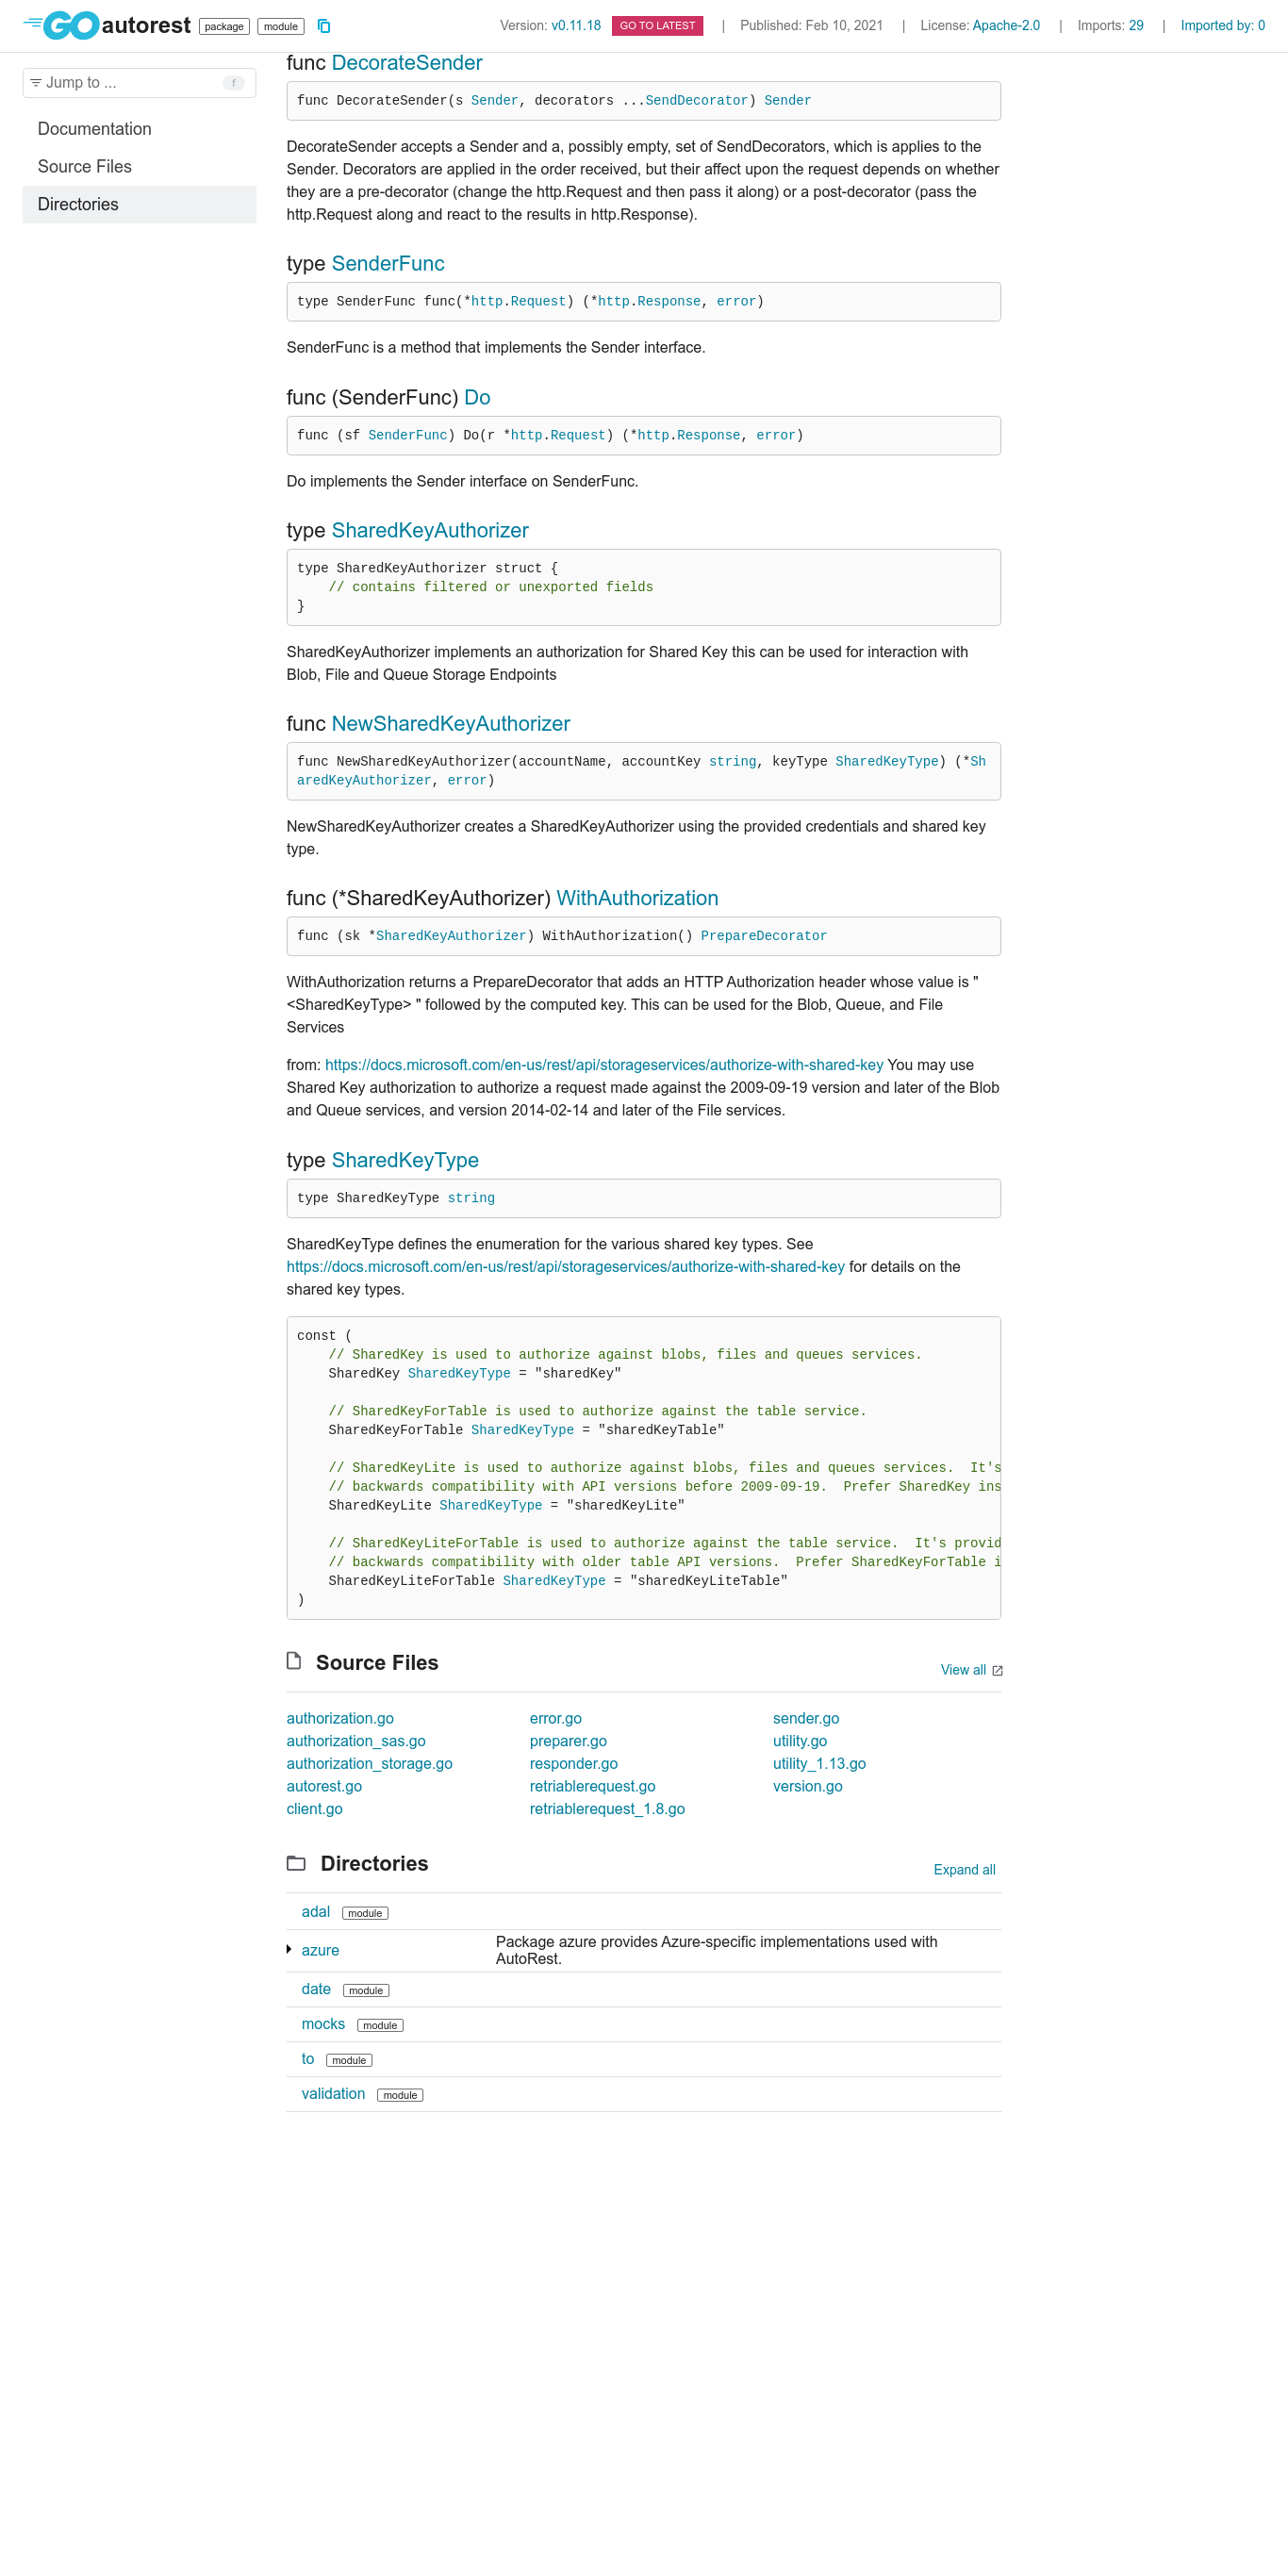 GO autorest package module Version: v0.11.18 GO TO LATEST | Published: Feb 10, 2021 | License: Apache-2.0 | Imports: 29 | Imported by: 0
Jump to ... f
Documentation
Source Files
Directories
func DecorateSender
func DecorateSender(s Sender, decorators ...SendDecorator) Sender
DecorateSender accepts a Sender and a, possibly empty, set of SendDecorators, which is applies to the
Sender. Decorators are applied in the order received, but their affect upon the request depends on whether
they are a pre-decorator (change the http.Request and then pass it along) or a post-decorator (pass the
http.Request along and react to the results in http.Response).
type SenderFunc
type SenderFunc func(*http.Request) (*http.Response, error)
SenderFunc is a method that implements the Sender interface.
func (SenderFunc) Do
func (sf SenderFunc) Do(r *http.Request) (*http.Response, error)
Do implements the Sender interface on SenderFunc.
type SharedKeyAuthorizer
type SharedKeyAuthorizer struct {
    // contains filtered or unexported fields
}
SharedKeyAuthorizer implements an authorization for Shared Key this can be used for interaction with
Blob, File and Queue Storage Endpoints
func NewSharedKeyAuthorizer
func NewSharedKeyAuthorizer(accountName, accountKey string, keyType SharedKeyType) (*Sh
aredKeyAuthorizer, error)
NewSharedKeyAuthorizer creates a SharedKeyAuthorizer using the provided credentials and shared key
type.
func (*SharedKeyAuthorizer) WithAuthorization
func (sk *SharedKeyAuthorizer) WithAuthorization() PrepareDecorator
WithAuthorization returns a PrepareDecorator that adds an HTTP Authorization header whose value is "
<SharedKeyType> " followed by the computed key. This can be used for the Blob, Queue, and File
Services
from: https://docs.microsoft.com/en-us/rest/api/storageservices/authorize-with-shared-key You may use
Shared Key authorization to authorize a request made against the 2009-09-19 version and later of the Blob
and Queue services, and version 2014-02-14 and later of the File services.
type SharedKeyType
type SharedKeyType string
SharedKeyType defines the enumeration for the various shared key types. See
https://docs.microsoft.com/en-us/rest/api/storageservices/authorize-with-shared-key for details on the
shared key types.
const (
    // SharedKey is used to authorize against blobs, files and queues services.
    SharedKey SharedKeyType = "sharedKey"
    // SharedKeyForTable is used to authorize against the table service.
    SharedKeyForTable SharedKeyType = "sharedKeyTable"
    // SharedKeyLite is used to authorize against blobs, files and queues services.  It's
    // backwards compatibility with API versions before 2009-09-19.  Prefer SharedKey ins
    SharedKeyLite SharedKeyType = "sharedKeyLite"
    // SharedKeyLiteForTable is used to authorize against the table service.  It's provid
    // backwards compatibility with older table API versions.  Prefer SharedKeyForTable i
    SharedKeyLiteForTable SharedKeyType = "sharedKeyLiteTable"
)
Source Files View all
authorization.go error.go sender.go
authorization_sas.go preparer.go utility.go
authorization_storage.go responder.go utility_1.13.go
autorest.go retriablerequest.go version.go
client.go retriablerequest_1.8.go
Directories Expand all
adal module
azure Package azure provides Azure-specific implementations used with
AutoRest.
date module
mocks module
to module
validation module